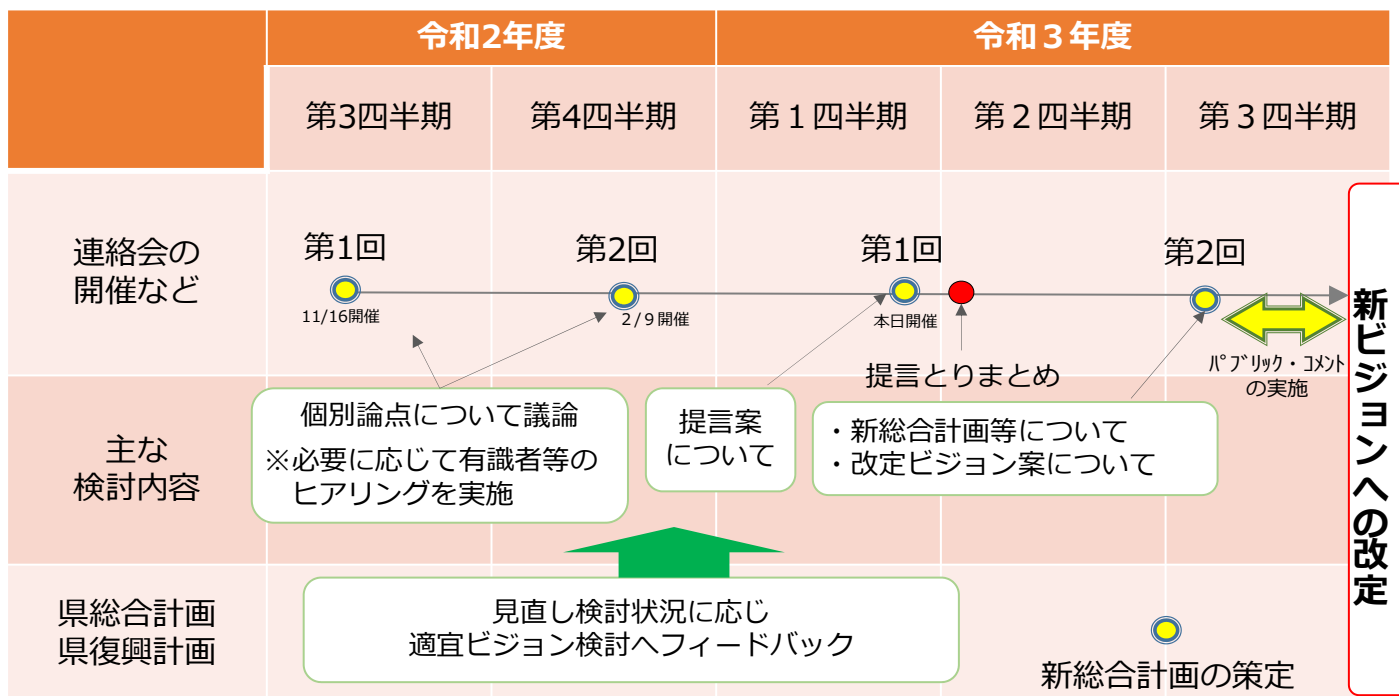 令和2年度
令和３年度
第3四半期
第4四半期
第１四半期
第２四半期
第３四半期
連絡会の
開催など
第1回
第2回
第1回
第2回
11/16開催
2/９開催
本日開催
提言とりまとめ
ﾊﾟﾌﾞﾘｯｸ・ｺﾒﾝﾄ
の実施
主な
検討内容
個別論点について議論
※必要に応じて有識者等の
ヒアリングを実施
提言案
について
・新総合計画等について
・改定ビジョン案について
県総合計画
県復興計画
見直し検討状況に応じ
適宜ビジョン検討へフィードバック
新総合計画の策定
新ビジョンへの改定